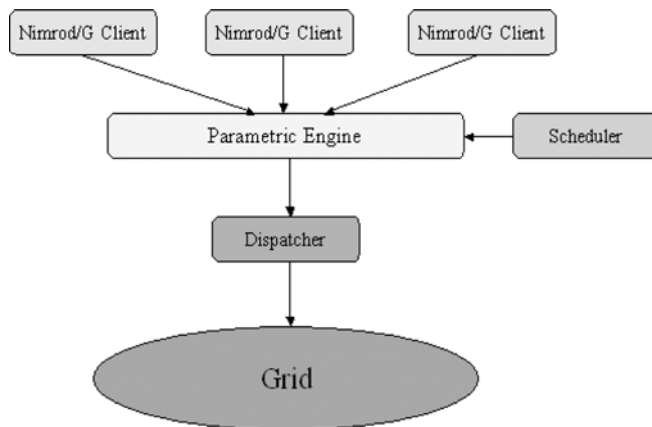 Nimrod/G Client
Nimrod/G Client
Nimrod/G Client
Parametric Engine
Scheduler
Dispatcher
Grid